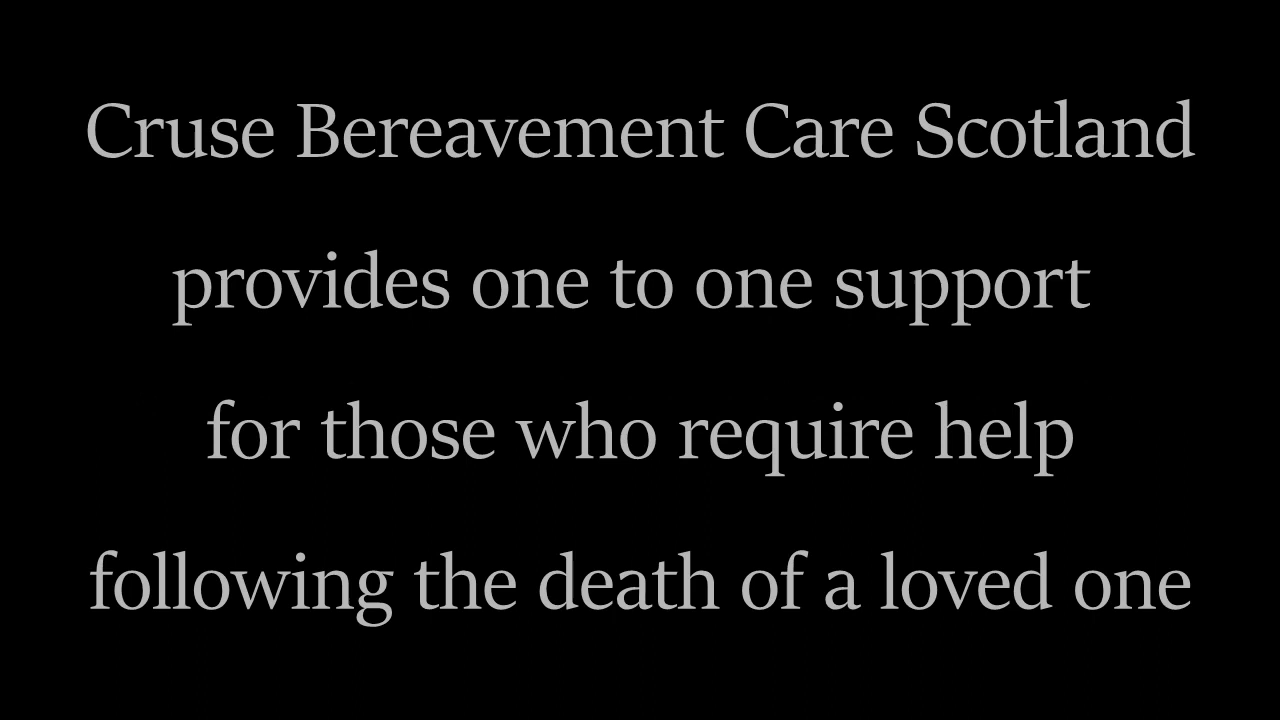 Cruse Bereavement Care Scotland
provides one to one support
for those who require help
following the death of a loved one